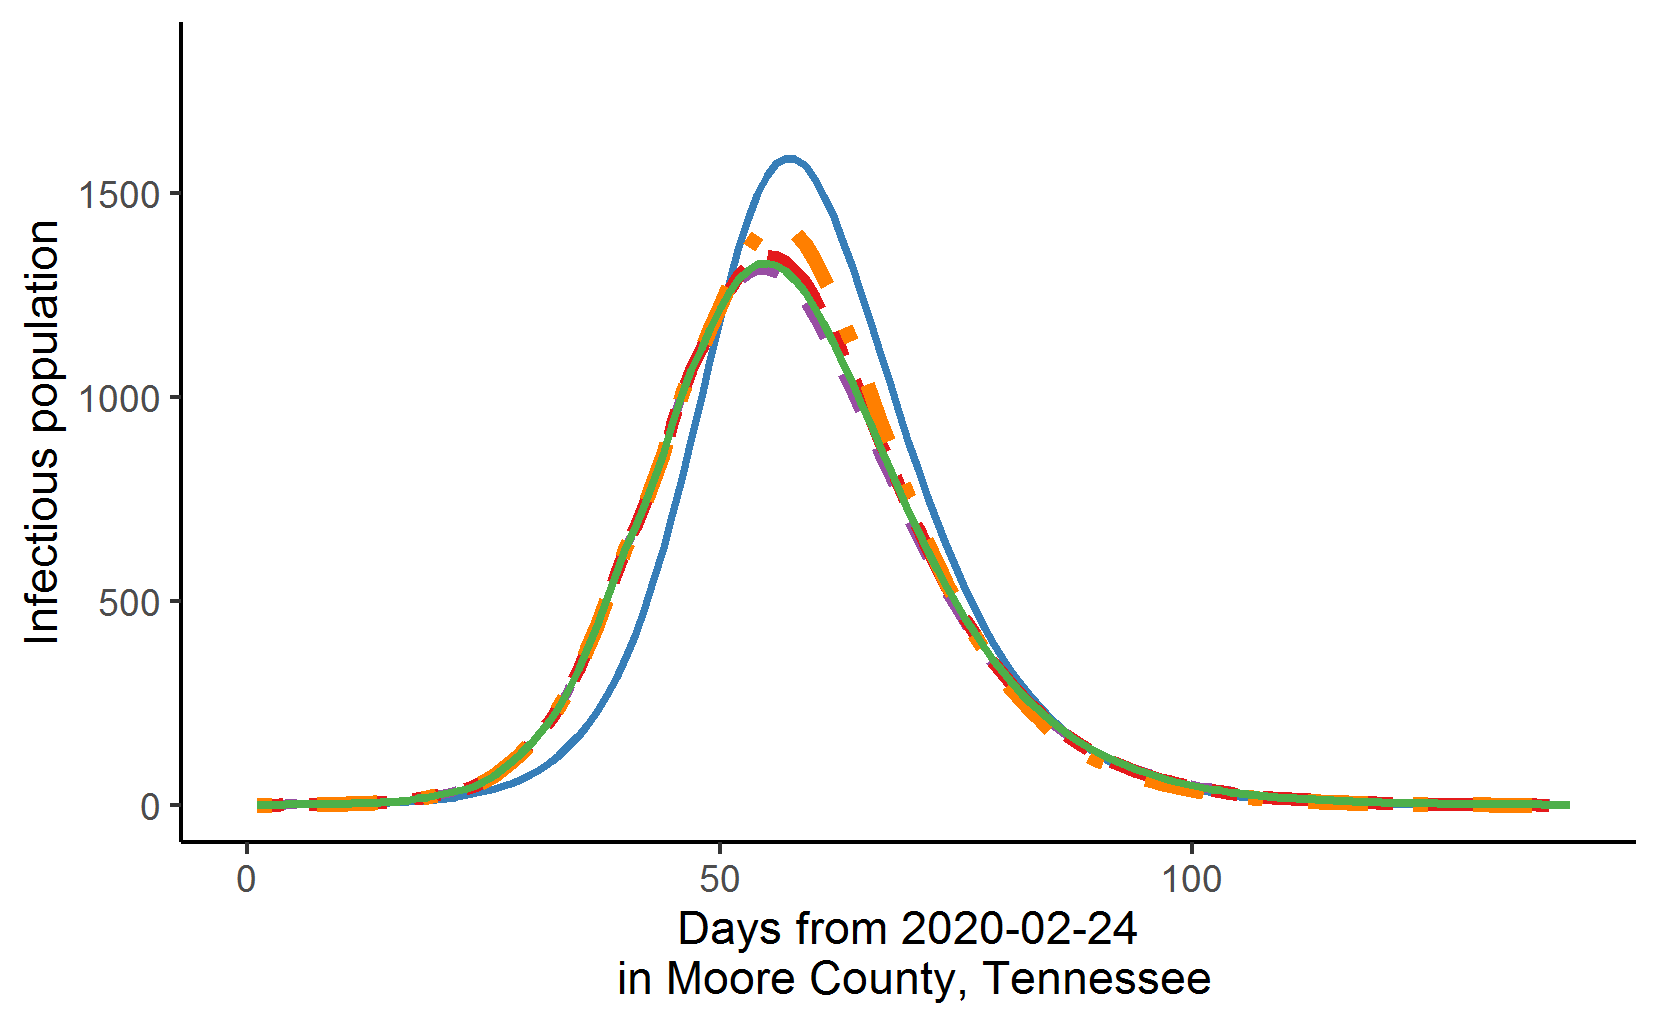 Infectious population
1500
1000
500
0
0 50 100
Days from 2020-02-24
in Moore County, Tennessee